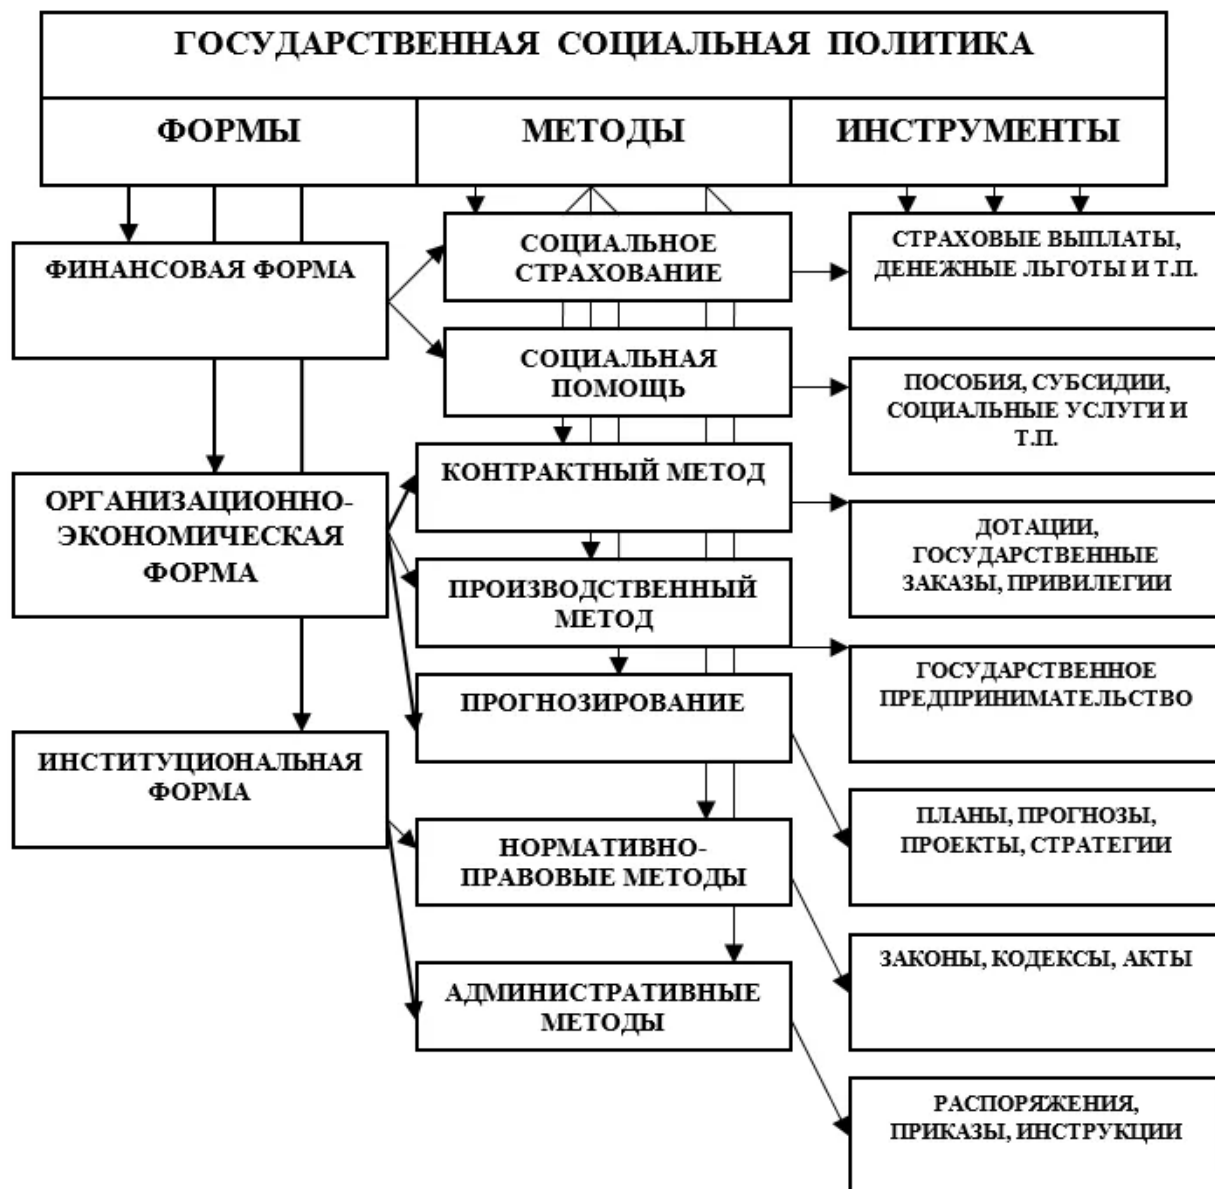 ГОСУДАРСТВЕННАЯ СОЦИАЛЬНАЯ ПОЛИТИКА
ФОРМЫ
МЕТОДЫ
ИНСТРУМЕНТЫ
ФИНАНСОВАЯ ФОРМА
ОРГАНИЗАЦИОННО-
ЭКОНОМИЧЕСКАЯ
ФОРМА
ИНСТИТУЦИОНАЛЬНАЯ
ФОРМА
СОЦИАЛЬНОЕ
СТРАХОВАНИЕ
СОЦИАЛЬНАЯ
ПОМОЩЬ
КОНТРАКТНЫЙ МЕТОД
ПРОИЗВОДСТВЕННЫЙ
МЕТОД
ПРОГНОЗИРОВАНИЕ
НОРМАТИВНО-
ПРАВОВЫЕ МЕТОДЫ
АДМИНИСТРАТИВНЫЕ
МЕТОДЫ
СТРАХОВЫЕ ВЫПЛАТЫ,
ДЕНЕЖНЫЕ ЛЬГОТЫ И Т.П.
ПОСОБИЯ, СУБСИДИИ,
СОЦИАЛЬНЫЕ УСЛУГИ И
Т.П.
ДОТАЦИИ,
ГОСУДАРСТВЕННЫЕ
ЗАКАЗЫ, ПРИВИЛЕГИИ
ГОСУДАРСТВЕННОЕ
ПРЕДПРИНИМАТЕЛЬСТВО
ПЛАНЫ, ПРОГНОЗЫ,
ПРОЕКТЫ, СТРАТЕГИИ
ЗАКОНЫ, КОДЕКСЫ, АКТЫ
РАСПОРЯЖЕНИЯ,
ПРИКАЗЫ, ИНСТРУКЦИИ